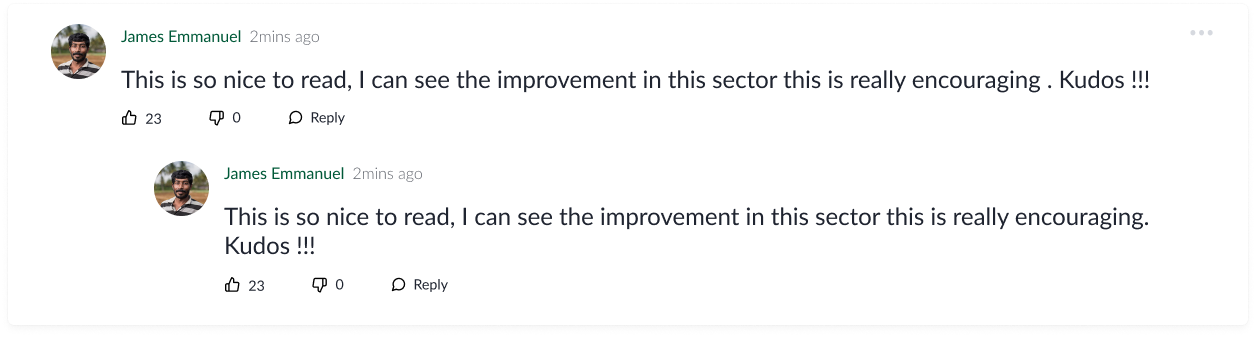 James Emmanuel 2mins ago
This is so nice to read, I can see the improvement in this sector this is really encouraging . Kudos !!!
23 0 Reply
James Emmanuel 2mins ago
This is so nice to read, I can see the improvement in this sector this is really encouraging.
Kudos !!!
23 0 Reply